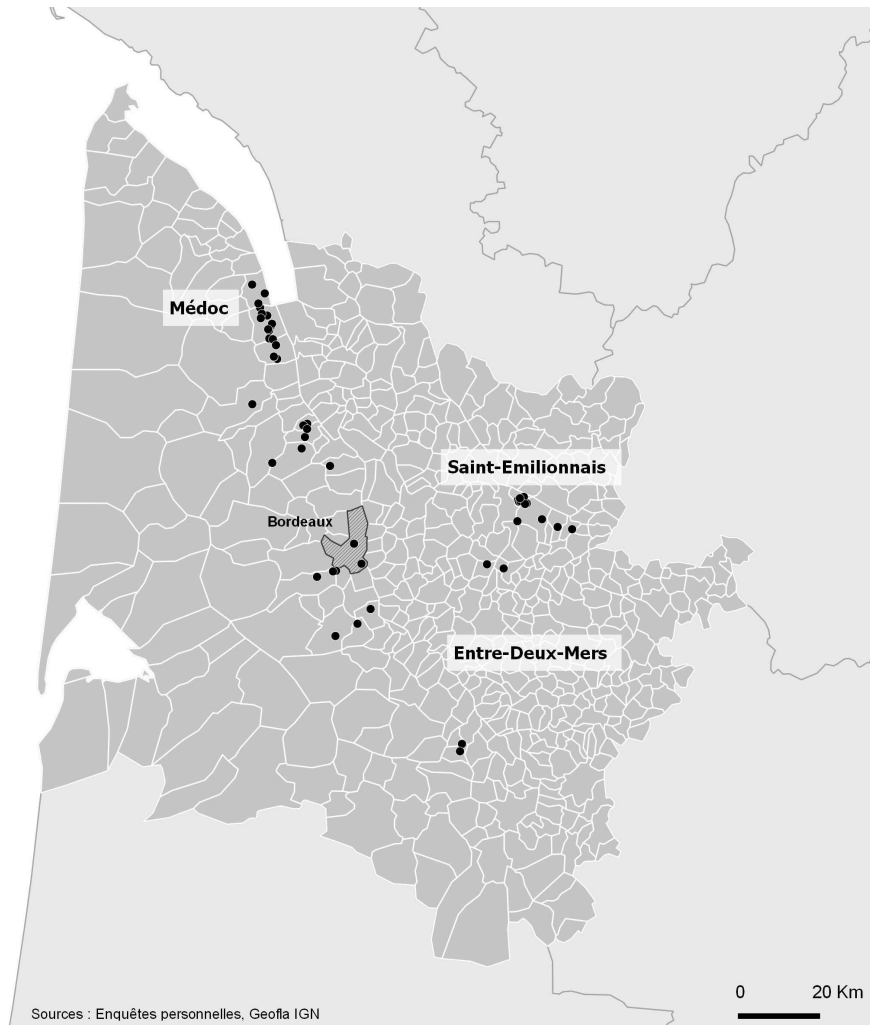 Médoc
Saint-Emilionnais
Bordeaux
Entre-Deux-Mers
0 20 Km
Sources : Enquêtes personnelles, Geofla IGN